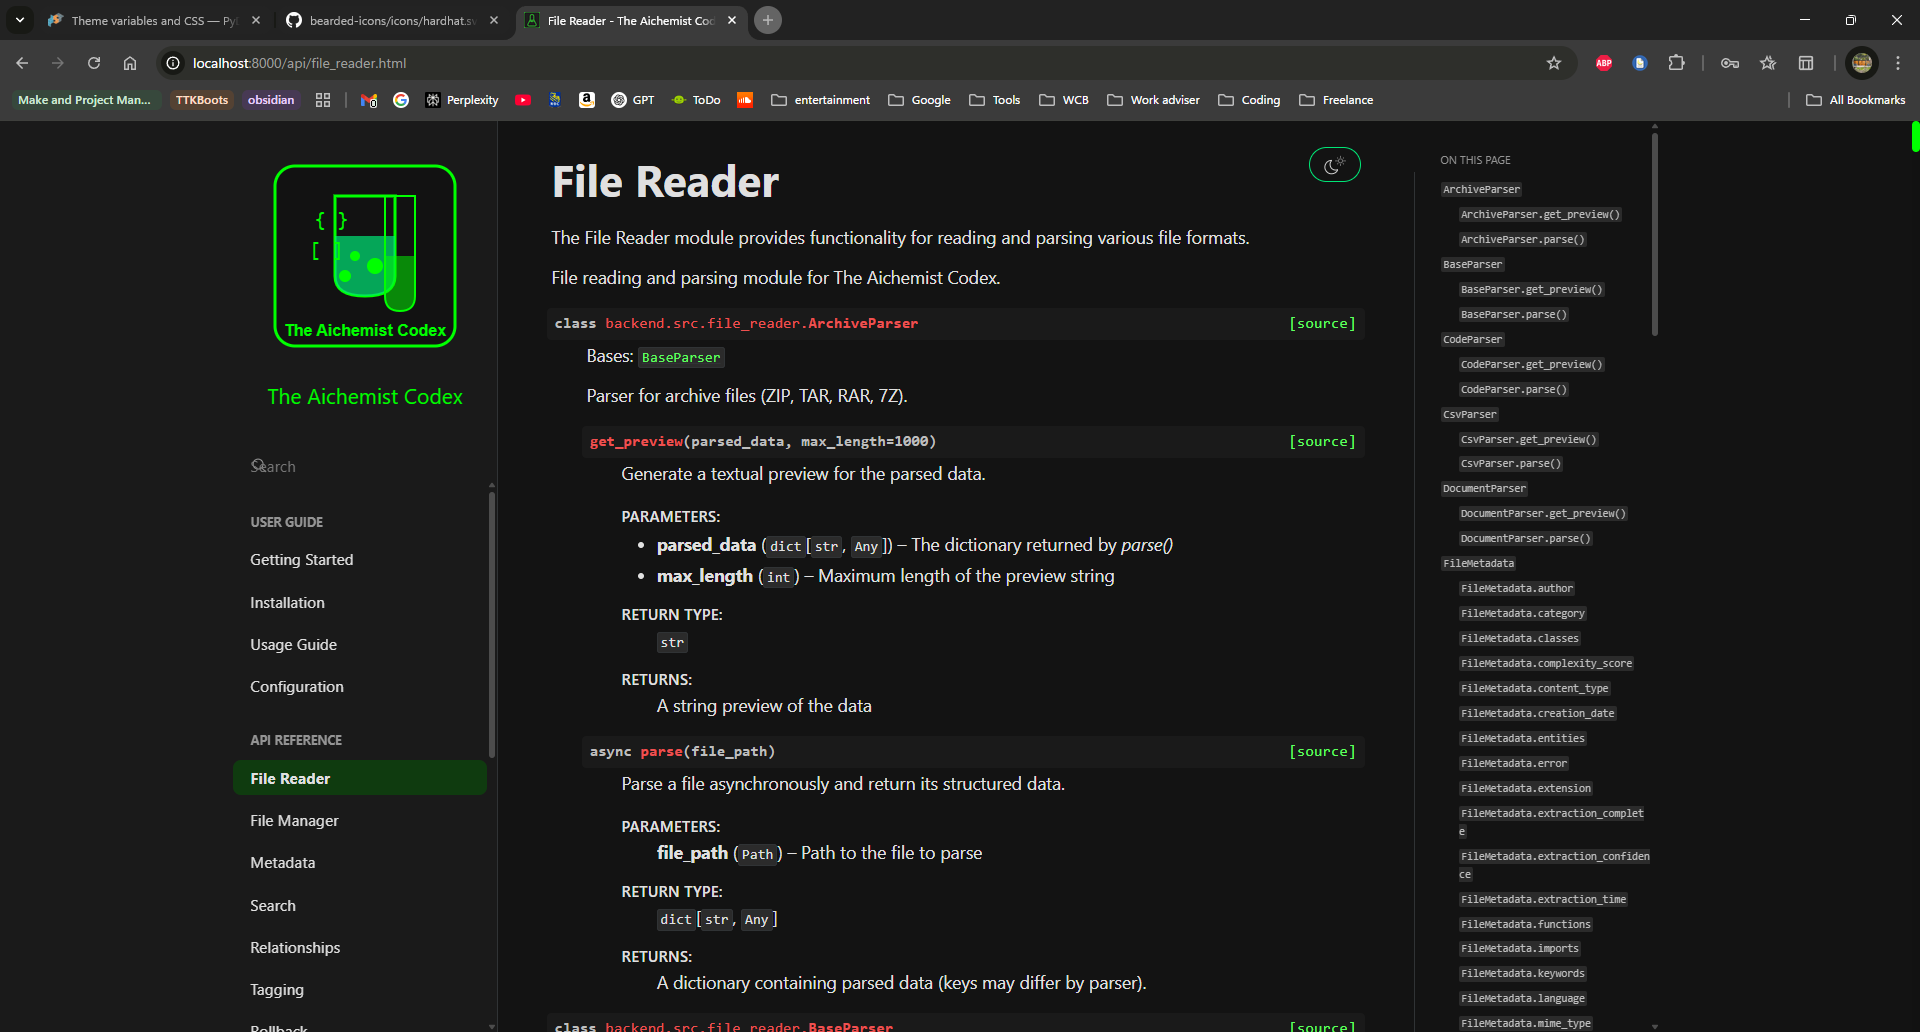 Theme variables and CSS — Py
bearded-icons/icons/hardhat.sv
File Reader - The Aichemist Cod
localhost:8000/api/file_reader.html
ABP
Make and Project Man...
TTKBoots
obsidian
Perplexity
GPT
ToDo
entertainment
Google
Tools
WCB
Work adviser
Coding
Freelance
All Bookmarks
{ }
[ ]
The Aichemist Codex
The Aichemist Codex
Search
USER GUIDE
Getting Started
Installation
Usage Guide
Configuration
API REFERENCE
File Reader
File Manager
Metadata
Search
Relationships
Tagging
Rollback
File Reader
The File Reader module provides functionality for reading and parsing various file formats.
File reading and parsing module for The Aichemist Codex.
class backend.src.file_reader.ArchiveParser [source]
Bases: BaseParser
Parser for archive files (ZIP, TAR, RAR, 7Z).
get_preview(parsed_data, max_length=1000) [source]
Generate a textual preview for the parsed data.
PARAMETERS:
• parsed_data (dict[str, Any]) – The dictionary returned by parse()
• max_length (int) – Maximum length of the preview string
RETURN TYPE:
str
RETURNS:
A string preview of the data
async parse(file_path) [source]
Parse a file asynchronously and return its structured data.
PARAMETERS:
file_path (Path) – Path to the file to parse
RETURN TYPE:
dict[str, Any]
RETURNS:
A dictionary containing parsed data (keys may differ by parser).
class backend.src.file_reader.BaseParser [source]
ON THIS PAGE
ArchiveParser
ArchiveParser.get_preview()
ArchiveParser.parse()
BaseParser
BaseParser.get_preview()
BaseParser.parse()
CodeParser
CodeParser.get_preview()
CodeParser.parse()
CsvParser
CsvParser.get_preview()
CsvParser.parse()
DocumentParser
DocumentParser.get_preview()
DocumentParser.parse()
FileMetadata
FileMetadata.author
FileMetadata.category
FileMetadata.classes
FileMetadata.complexity_score
FileMetadata.content_type
FileMetadata.creation_date
FileMetadata.entities
FileMetadata.error
FileMetadata.extension
FileMetadata.extraction_complet
e
FileMetadata.extraction_confiden
ce
FileMetadata.extraction_time
FileMetadata.functions
FileMetadata.imports
FileMetadata.keywords
FileMetadata.language
FileMetadata.mime_type